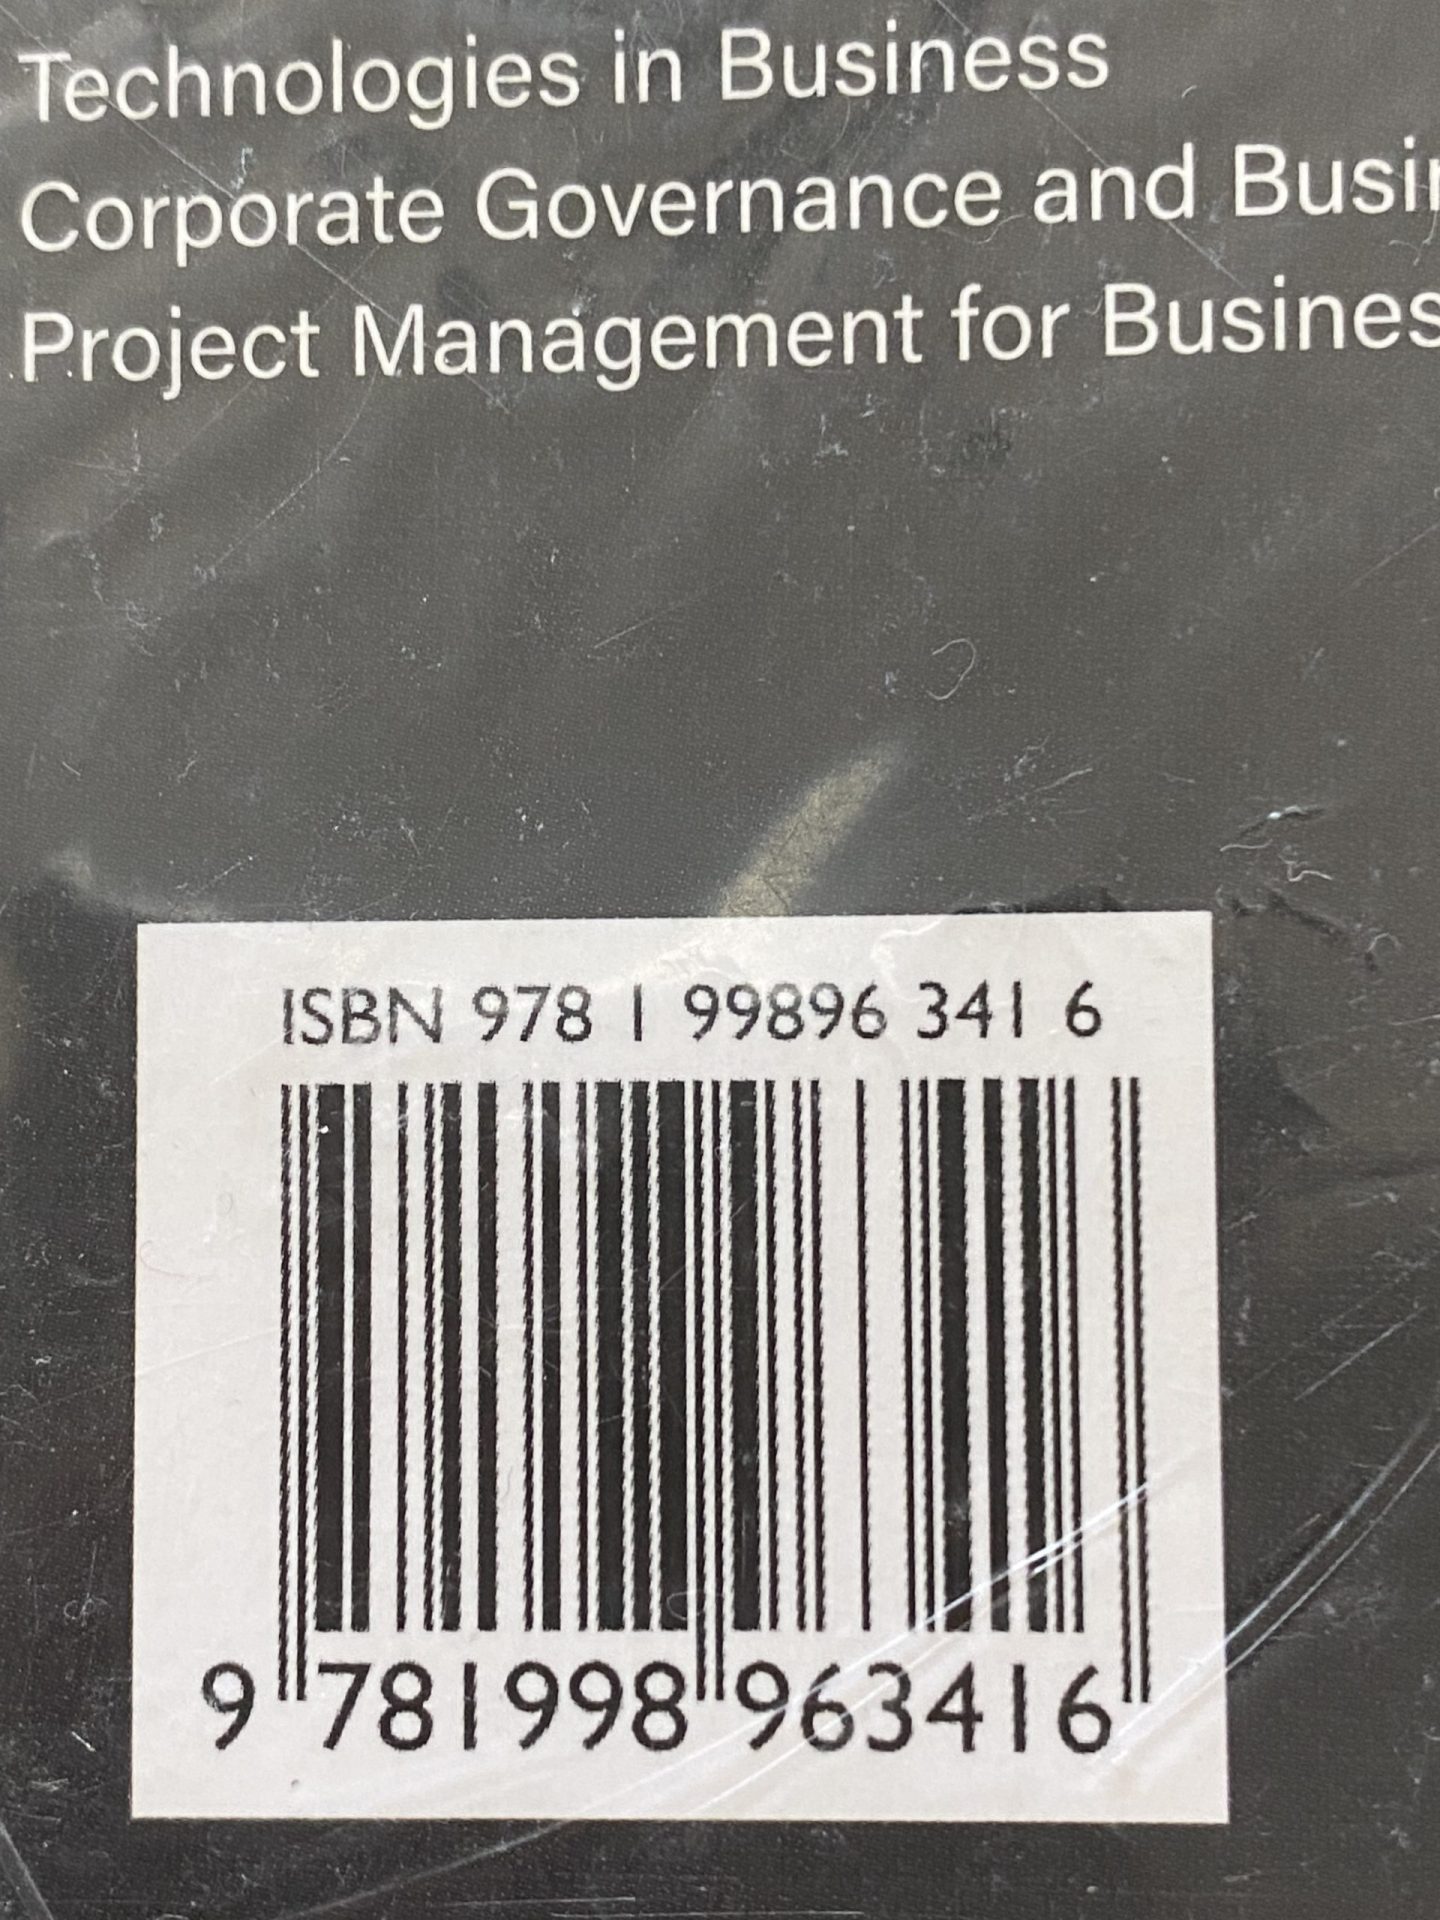 Technologies in Business
Corporate Governance and Busin
Project Management for Busines
ISBN 978 1 99896 341 6
9 781998 963416